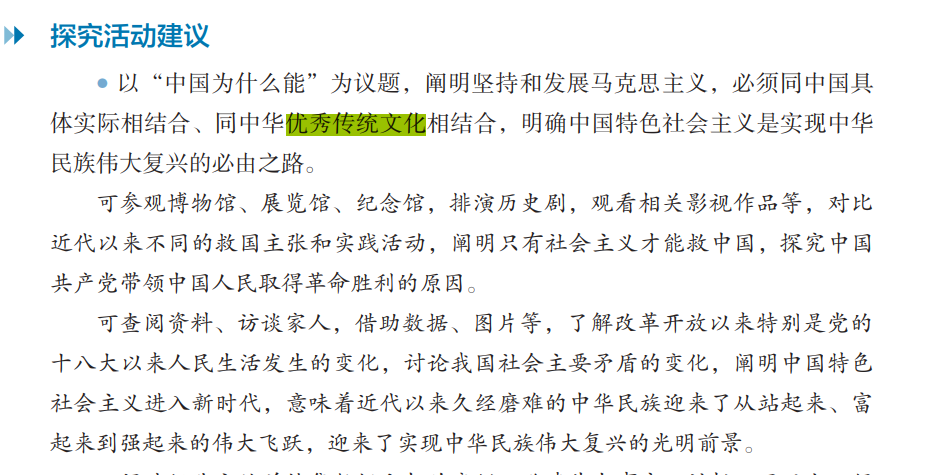 探究活动建议
● 以“中国为什么能”为议题，阐明坚持和发展马克思主义，必须同中国具
体实际相结合、同中华优秀传统文化相结合，明确中国特色社会主义是实现中华
民族伟大复兴的必由之路。
可参观博物馆、展览馆、纪念馆，排演历史剧，观看相关影视作品等，对比
近代以来不同的救国主张和实践活动，阐明只有社会主义才能救中国，探究中国
共产党带领中国人民取得革命胜利的原因。
可查阅资料、访谈家人，借助数据、图片等，了解改革开放以来特别是党的
十八大以来人民生活发生的变化，讨论我国社会主要矛盾的变化，阐明中国特色
社会主义进入新时代，意味着近代以来久经磨难的中华民族迎来了从站起来、富
起来到强起来的伟大飞跃，迎来了实现中华民族伟大复兴的光明前景。